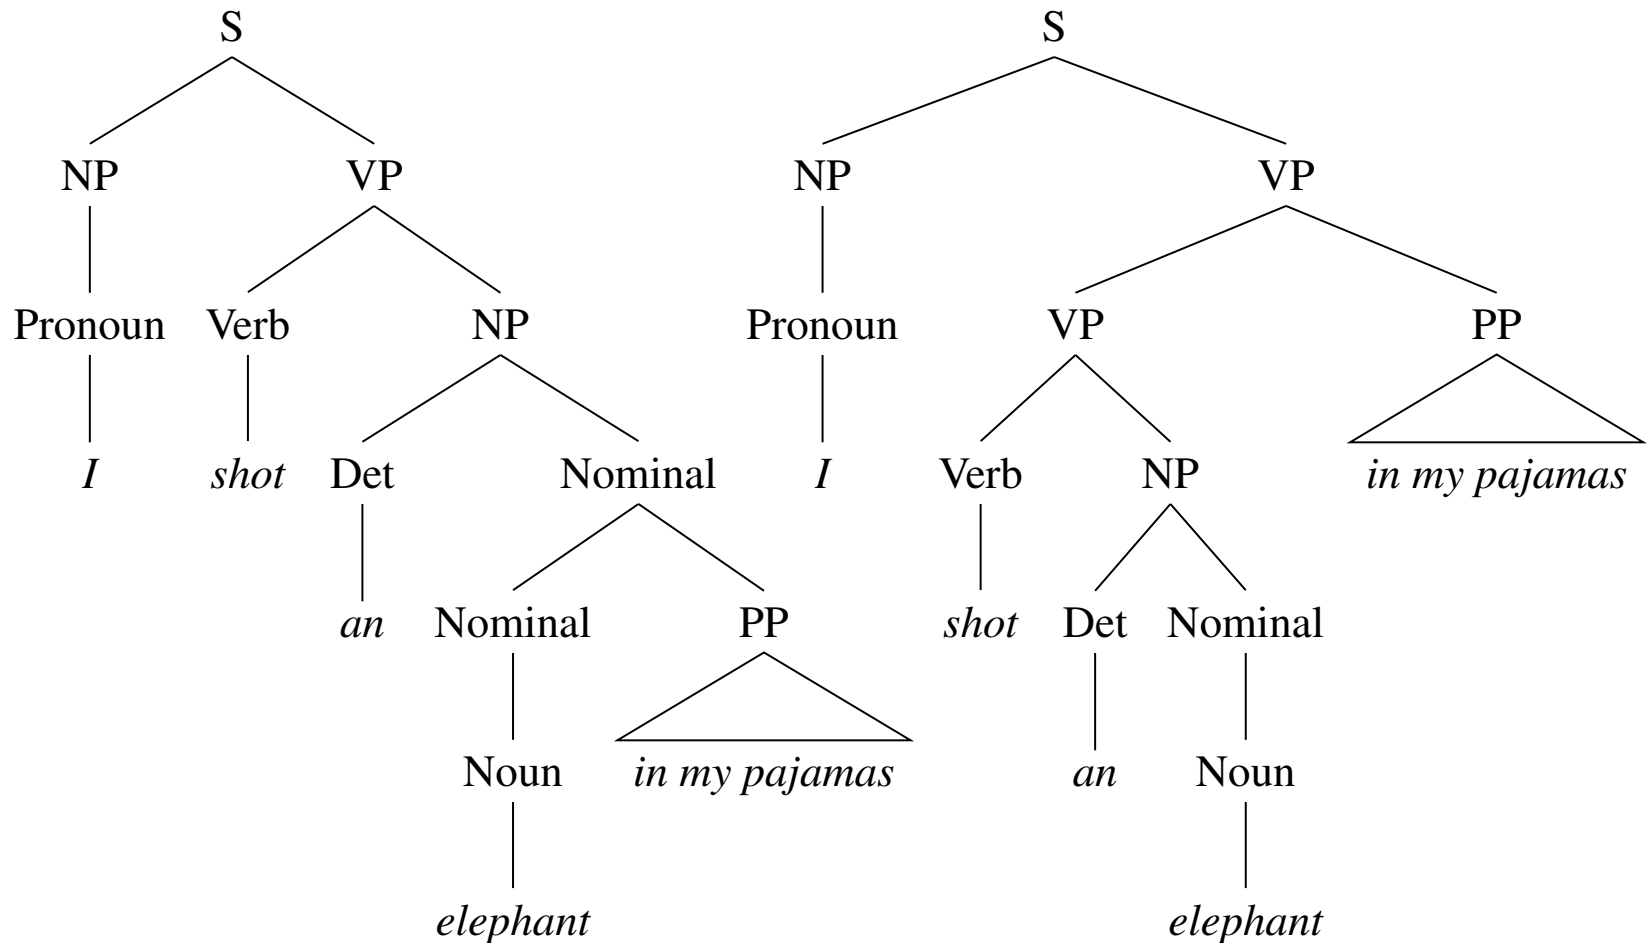 S S
NP VP NP VP
Pronoun Verb NP Pronoun VP PP
I shot Det Nominal I Verb NP in my pajamas
an Nominal PP shot Det Nominal
Noun in my pajamas an Noun
elephant elephant